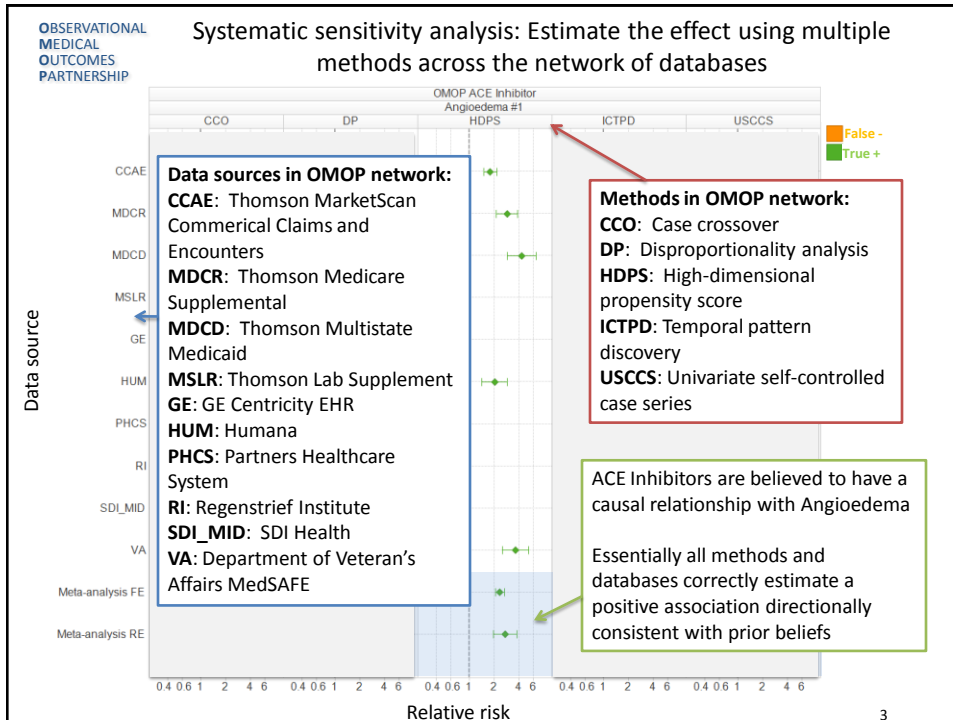 OBSERVATIONAL
MEDICAL
OUTCOMES
PARTNERSHIP
Systematic sensitivity analysis: Estimate the effect using multiple
methods across the network of databases
OMOP ACE Inhibitor
Angioedema #1
CCO DP HDPS ICTPD USCCS
False -
True +
Data source
CCAE
MDCR
MDCD
MSLR
GE
HUM
PHCS
RI
SDI_MID
VA
Meta-analysis FE
Meta-analysis RE
Data sources in OMOP network:
CCAE: Thomson MarketScan
Commerical Claims and
Encounters
MDCR: Thomson Medicare
Supplemental
MDCD: Thomson Multistate
Medicaid
MSLR: Thomson Lab Supplement
GE: GE Centricity EHR
HUM: Humana
PHCS: Partners Healthcare
System
RI: Regenstrief Institute
SDI_MID: SDI Health
VA: Department of Veteran's
Affairs MedSAFE
Methods in OMOP network:
CCO: Case crossover
DP: Disproportionality analysis
HDPS: High-dimensional
propensity score
ICTPD: Temporal pattern
discovery
USCCS: Univariate self-controlled
case series
ACE Inhibitors are believed to have a
causal relationship with Angioedema
Essentially all methods and
databases correctly estimate a
positive association directionally
consistent with prior beliefs
0.4 0.6 1 2 4 6 0.4 0.6 1 2 4 6 0.4 0.6 1 2 4 6 0.4 0.6 1 2 4 6 0.4 0.6 1 2 4 6
Relative risk
3